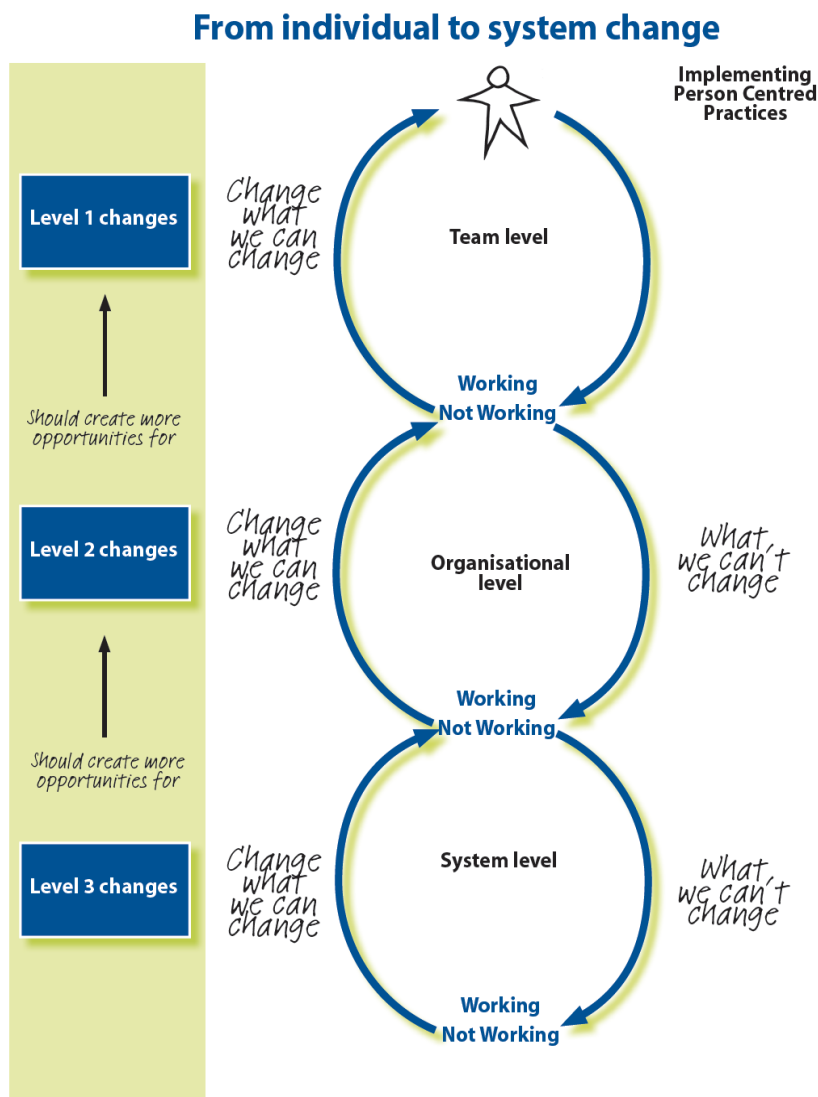 From individual to system change
Implementing
Person Centred
Practices
Level 1 changes
Change
what
we can
change
Team level
Working
Not Working
Should create more
opportunities for
Level 2 changes
Change
what
we can
change
Organisational
level
What
we can't
change
Working
Not Working
Should create more
opportunities for
Level 3 changes
Change
what
we can
change
System level
What
we can't
change
Working
Not Working